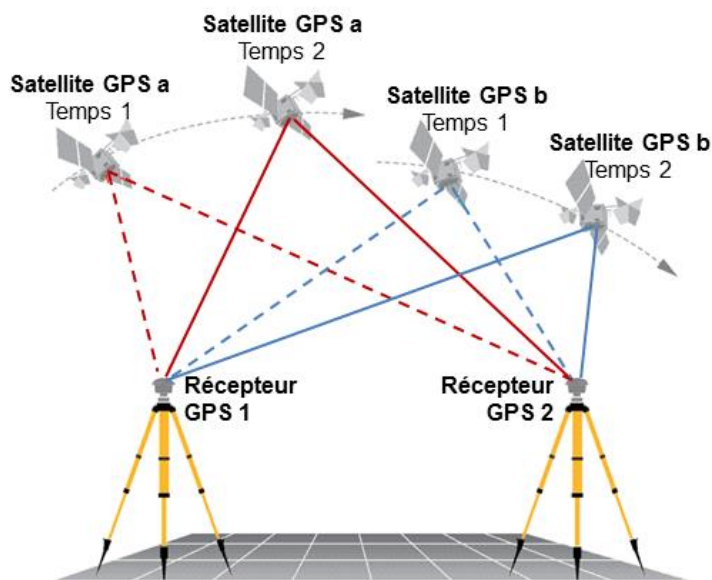 Satellite GPS a
Temps 1
Satellite GPS a
Temps 2
Satellite GPS b
Temps 1
Satellite GPS b
Temps 2
Récepteur
GPS 1
Récepteur
GPS 2